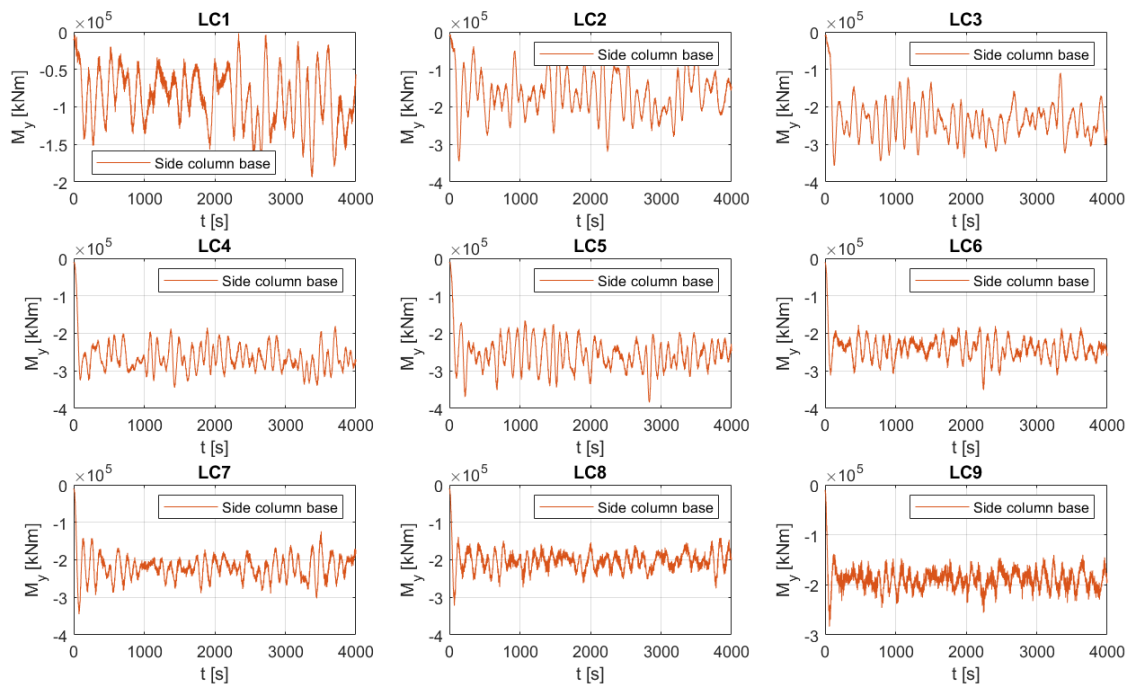 LC1
×10^5
M_y [kNm]
0
-0.5
-1
-1.5
-2
Side column base
0 1000 2000 3000 4000
t [s]
LC2
×10^5
M_y [kNm]
0
-1
-2
-3
-4
Side column base
0 1000 2000 3000 4000
t [s]
LC3
×10^5
M_y [kNm]
0
-1
-2
-3
-4
Side column base
0 1000 2000 3000 4000
t [s]
LC4
×10^5
M_y [kNm]
0
-1
-2
-3
-4
Side column base
0 1000 2000 3000 4000
t [s]
LC5
×10^5
M_y [kNm]
0
-1
-2
-3
-4
Side column base
0 1000 2000 3000 4000
t [s]
LC6
×10^5
M_y [kNm]
0
-1
-2
-3
-4
Side column base
0 1000 2000 3000 4000
t [s]
LC7
×10^5
M_y [kNm]
0
-1
-2
-3
-4
Side column base
0 1000 2000 3000 4000
t [s]
LC8
×10^5
M_y [kNm]
0
-1
-2
-3
-4
Side column base
0 1000 2000 3000 4000
t [s]
LC9
×10^5
M_y [kNm]
0
-1
-2
-3
Side column base
0 1000 2000 3000 4000
t [s]